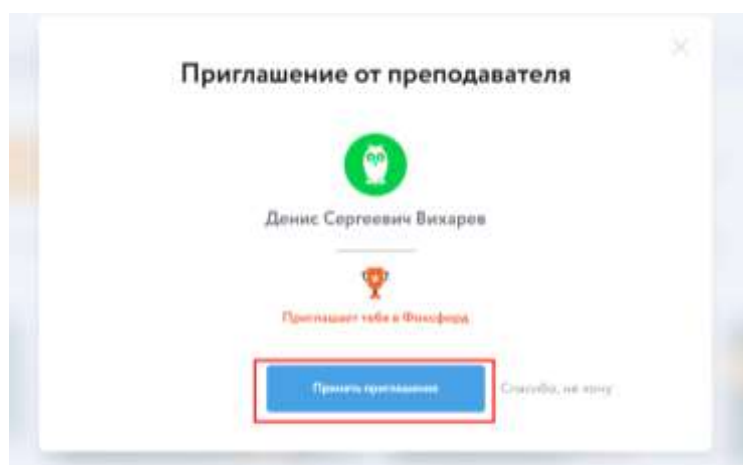 Приглашение от преподавателя
Денис Сергеевич Вихарев
Приглашает тебя в Фоксфорд
Принять приглашение
Спасибо, не хочу